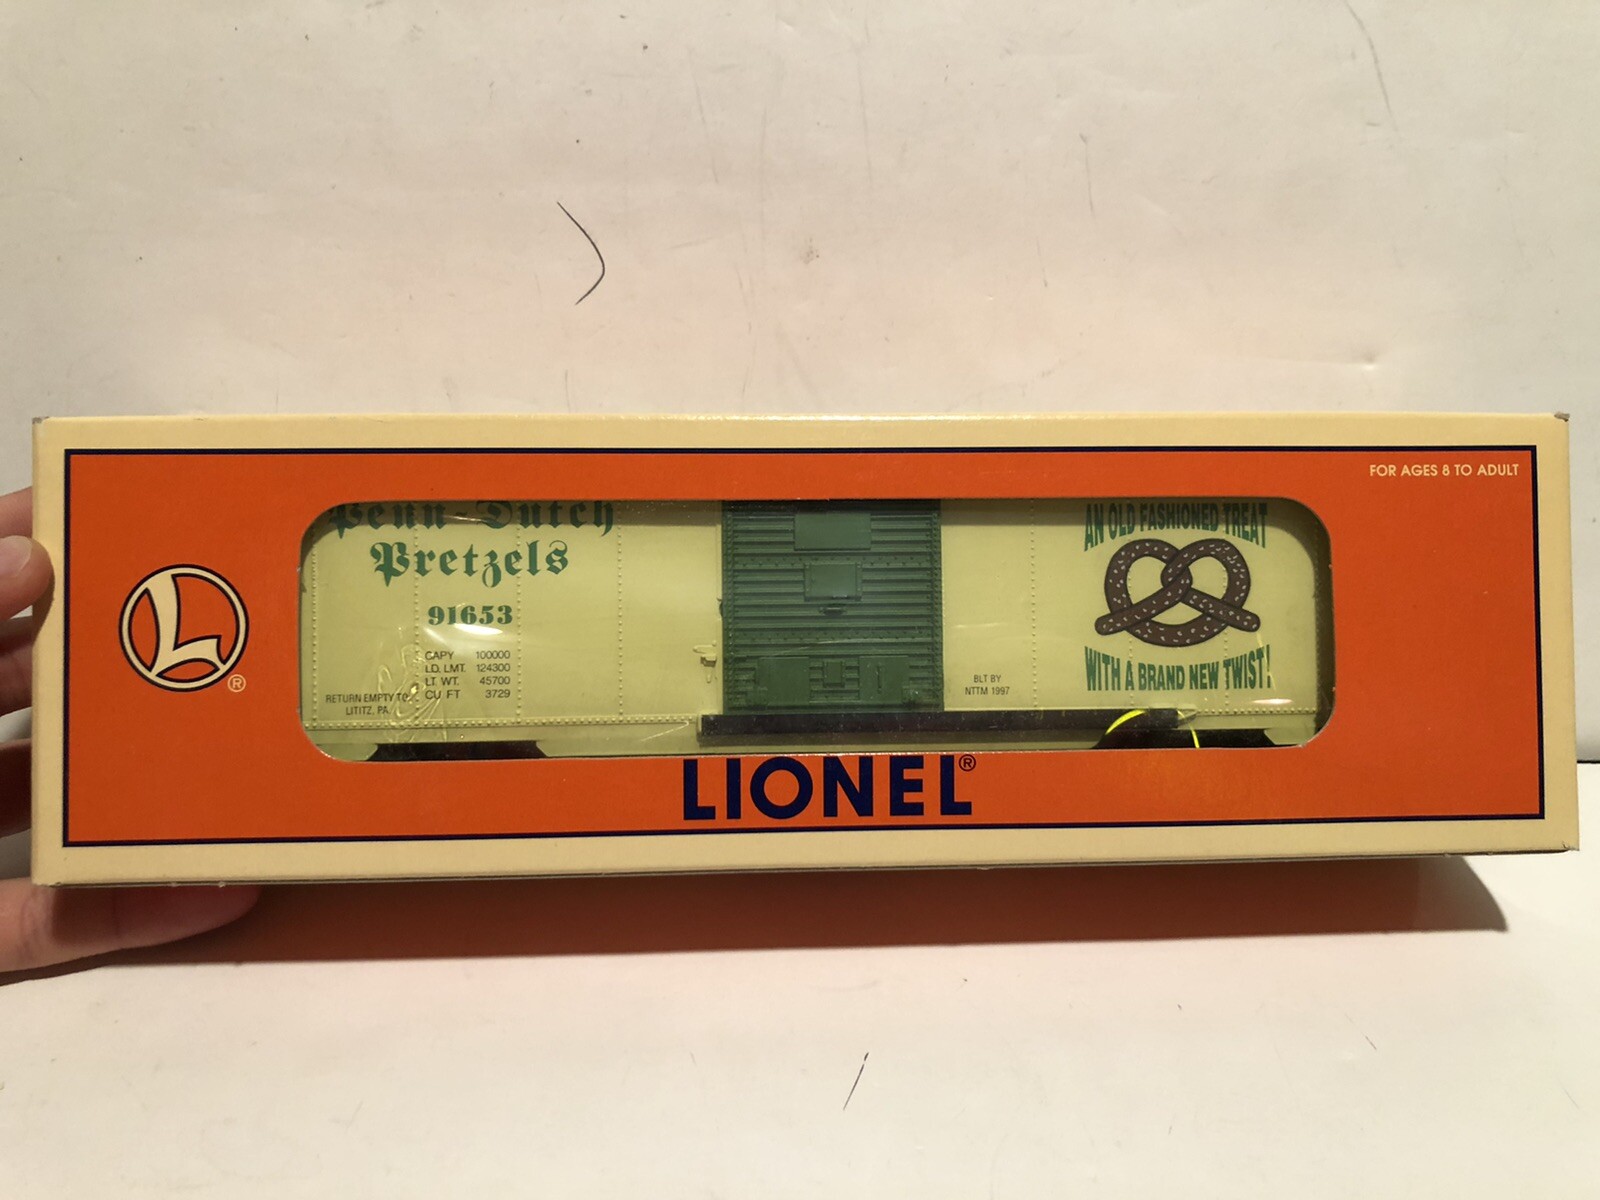 FOR AGES 8 TO ADULT
Penn-Dutch
Pretzels
91653
CAPY 100000
LD. LMT. 124300
LT. WT. 45700
CU FT 3729
RETURN EMPTY TO
LITITZ, PA.
BLT BY
NTTM 1997
AN OLD FASHIONED TREAT
WITH A BRAND NEW TWIST!
L®
LIONEL®